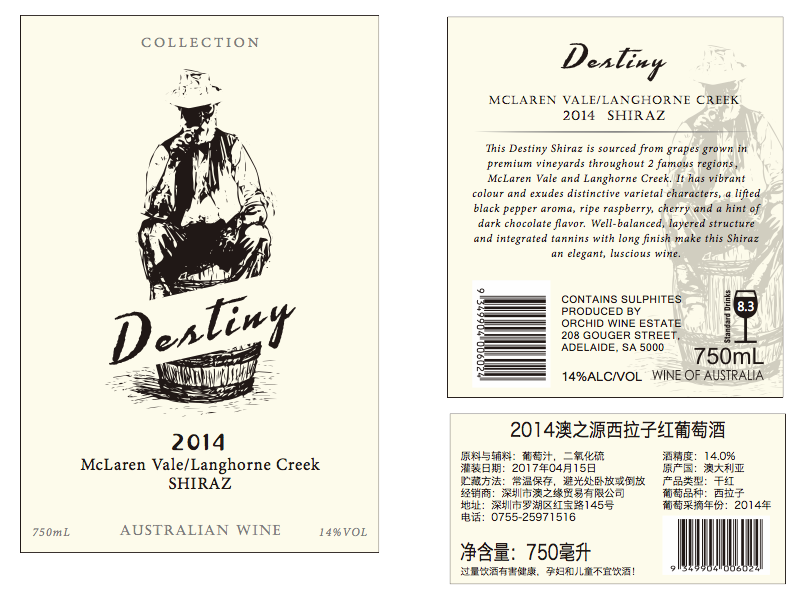 COLLECTION
Destiny
2014
McLaren Vale/Langhorne Creek
SHIRAZ
750mL AUSTRALIAN WINE 14%VOL
Destiny
MCLAREN VALE/LANGHORNE CREEK
2014 SHIRAZ
This Destiny Shiraz is sourced from grapes grown in
premium vineyards throughout 2 famous regions,
McLaren Vale and Langhorne Creek. It has vibrant
colour and exudes distinctive varietal characters, a lifted
black pepper aroma, ripe raspberry, cherry and a hint of
dark chocolate flavor. Well-balanced, layered structure
and integrated tannins with long finish make this Shiraz
an elegant, luscious wine.
9 349904 006024
CONTAINS SULPHITES
PRODUCED BY
ORCHID WINE ESTATE
208 GOUGER STREET,
ADELAIDE, SA 5000
14%ALC/VOL
Standard Drinks
8.3
750mL
WINE OF AUSTRALIA
2014澳之源西拉子红葡萄酒
原料与辅料：葡萄汁，二氧化硫
灌装日期：2017年04月15日
贮藏方法：常温保存，避光处卧放或倒放
经销商：深圳市澳之缘贸易有限公司
地址：深圳市罗湖区红宝路145号
电话：0755-25971516
酒精度：14.0%
原产国：澳大利亚
产品类型：干红
葡萄品种：西拉子
葡萄采摘年份：2014年
净含量：750毫升
过量饮酒有害健康，孕妇和儿童不宜饮酒！
9 349904 006024